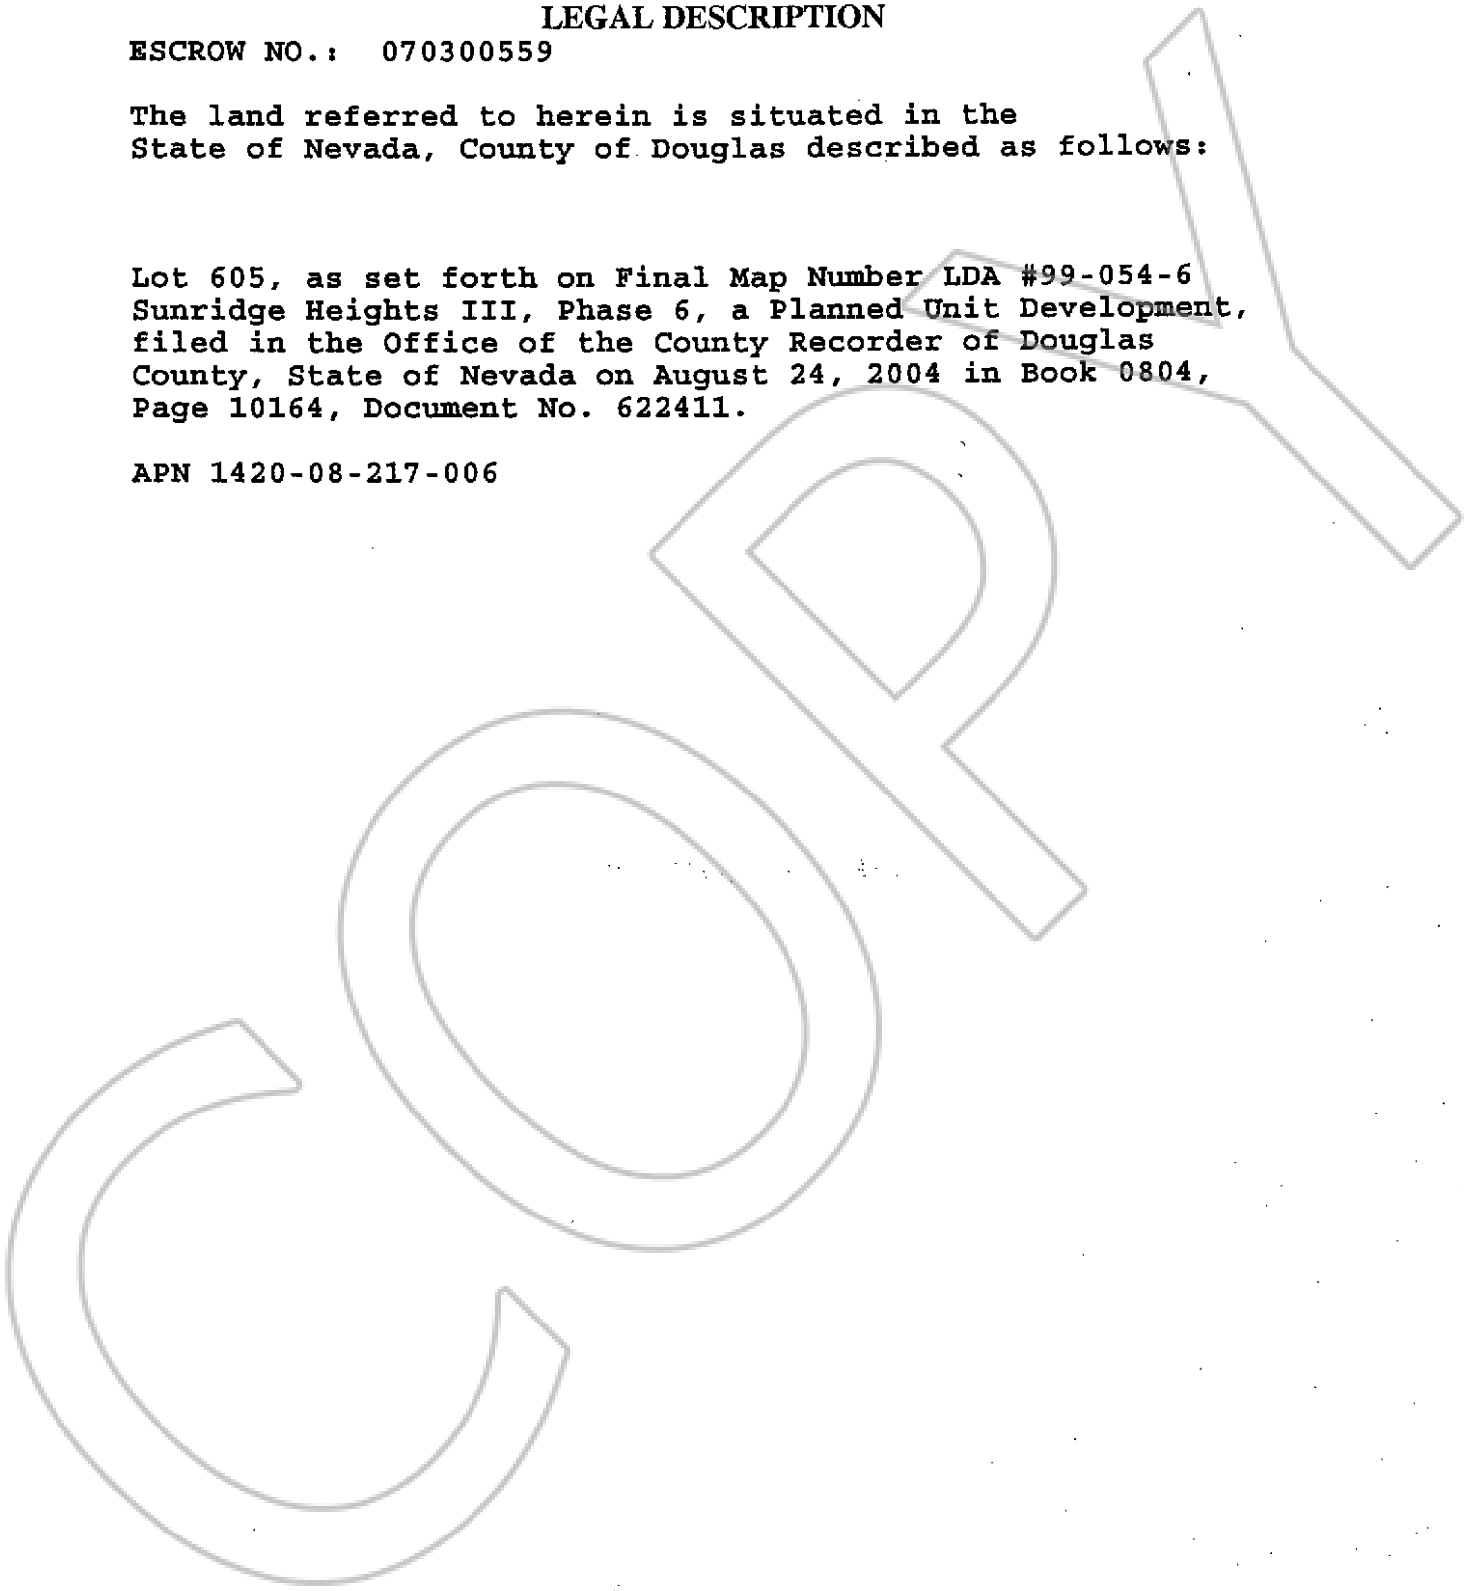 LEGAL DESCRIPTION
ESCROW NO.: 070300559
The land referred to herein is situated in the
State of Nevada, County of Douglas described as follows:
Lot 605, as set forth on Final Map Number LDA #99-054-6
Sunridge Heights III, Phase 6, a Planned Unit Development,
filed in the Office of the County Recorder of Douglas
County, State of Nevada on August 24, 2004 in Book 0804,
Page 10164, Document No. 622411.
APN 1420-08-217-006
COPY